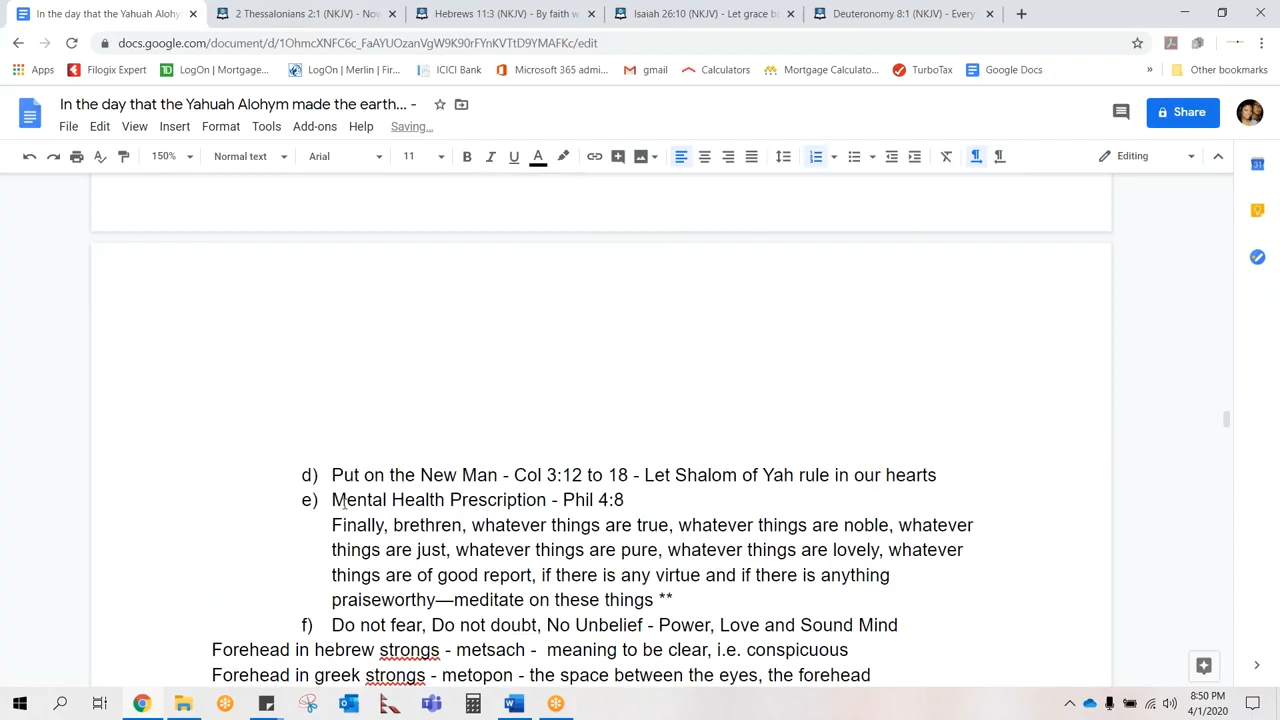 In the day that the Yahuah Alohym
2 Thessalonians 2:1 (NKJV) - Nov
Hebrews 11:3 (NKJV) - By faith w
Isaiah 26:10 (NKJV) - Let grace b
Deuteronomy 8:1 (NKJV) - Every
docs.google.com/document/d/1OhmcXNFC6c_FaAYUOzanVgW9K90rFYnKVTtD9YMAFKc/edit
Apps
Filogix Expert
LogOn | Mortgage...
LogOn | Merlin | Fir...
ICICI Bank
Microsoft 365 admi...
gmail
Calculators
Mortgage Calculato...
TurboTax
Google Docs
»
Other bookmarks
In the day that the Yahuah Alohym made the earth... -
File Edit View Insert Format Tools Add-ons Help Saving...
Share
150% Normal text Arial 11 B I U A Editing
31
d) Put on the New Man - Col 3:12 to 18 - Let Shalom of Yah rule in our hearts
e) Mental Health Prescription - Phil 4:8
Finally, brethren, whatever things are true, whatever things are noble, whatever
things are just, whatever things are pure, whatever things are lovely, whatever
things are of good report, if there is any virtue and if there is anything
praiseworthy—meditate on these things **
f) Do not fear, Do not doubt, No Unbelief - Power, Love and Sound Mind
Forehead in hebrew strongs - metsach - meaning to be clear, i.e. conspicuous
Forehead in greek strongs - metopon - the space between the eyes, the forehead
8:50 PM
4/1/2020